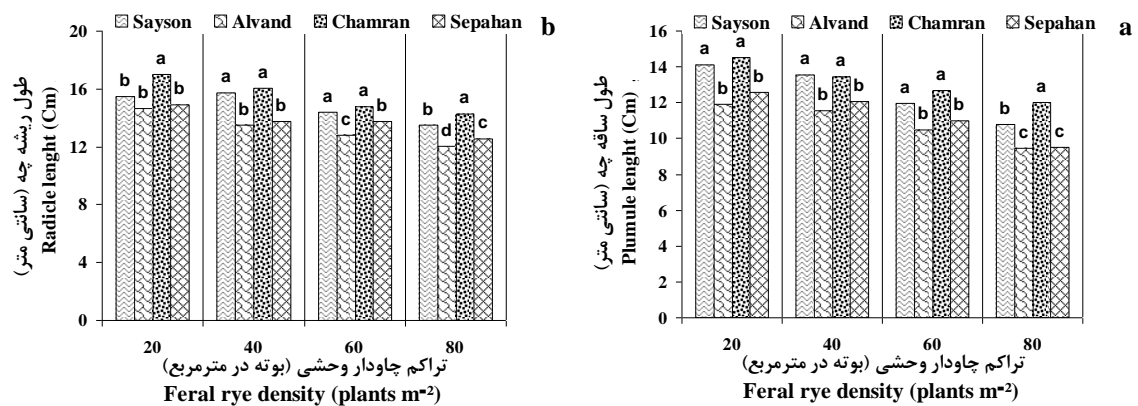 Sayson Alvand Chamran Sepahan
b
20
16
12
8
4
0
طول ریشه چه (سانتی متر)
Radicle lenght (Cm)
b b a b
a b a b
a c a b
b d a c
20 40 60 80
تراکم چاودار وحشی (بوته در مترمربع)
Feral rye density (plants m⁻²)
Sayson Alvand Chamran Sepahan
a
16
14
12
10
8
6
4
2
0
طول ساقه چه (سانتی متر)
Plumule lenght (Cm)
a b a b
a b a b
a b a b
b c a c
20 40 60 80
تراکم چاودار وحشی (بوته در مترمربع)
Feral rye density (plants m⁻²)